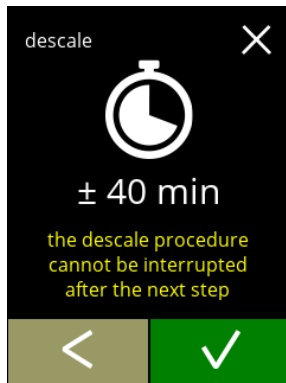 descale
± 40 min
the descale procedure
cannot be interrupted
after the next step